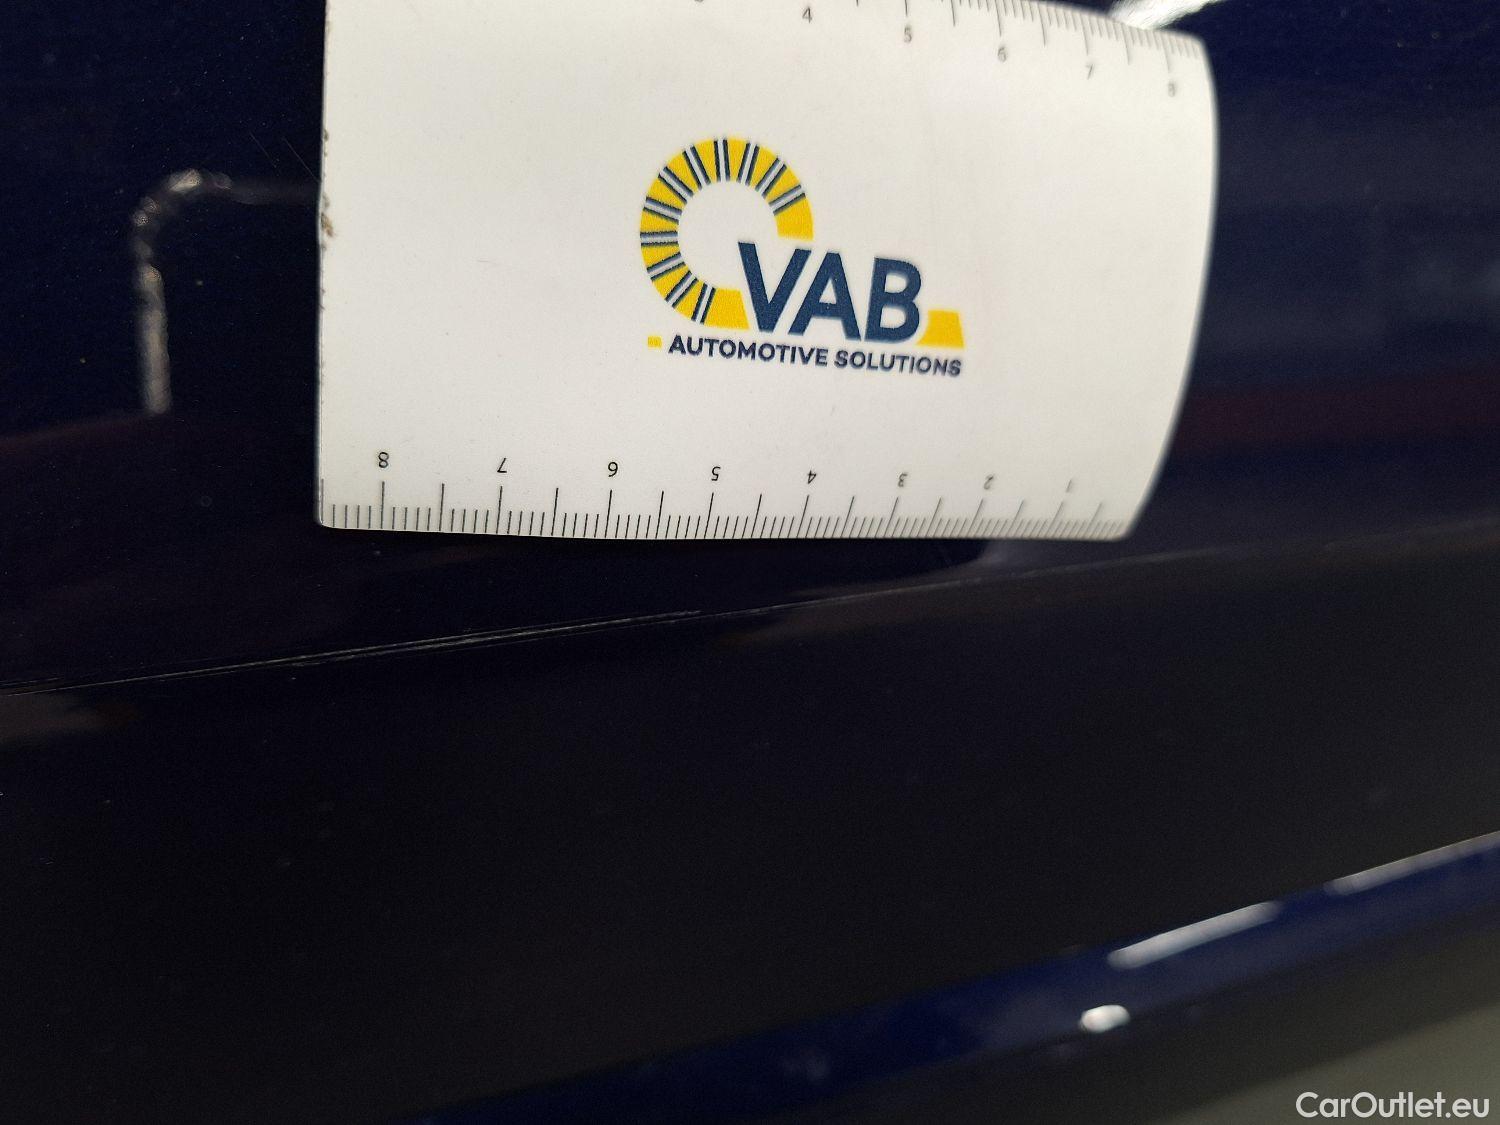 4 5 6 7 8
VAB
AUTOMOTIVE SOLUTIONS
8 7 6 5 4 3 2 1
CarOutlet.eu